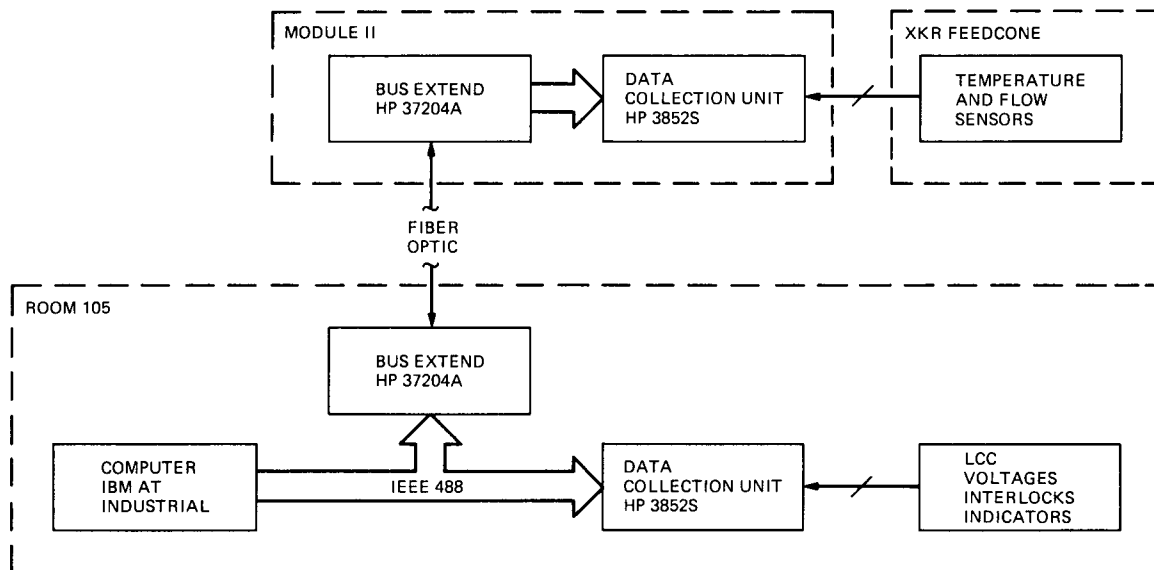 MODULE II
BUS EXTEND
HP 37204A
DATA
COLLECTION UNIT
HP 3852S
XKR FEEDCONE
TEMPERATURE
AND FLOW
SENSORS
FIBER
OPTIC
ROOM 105
BUS EXTEND
HP 37204A
COMPUTER
IBM AT
INDUSTRIAL
IEEE 488
DATA
COLLECTION UNIT
HP 3852S
LCC
VOLTAGES
INTERLOCKS
INDICATORS